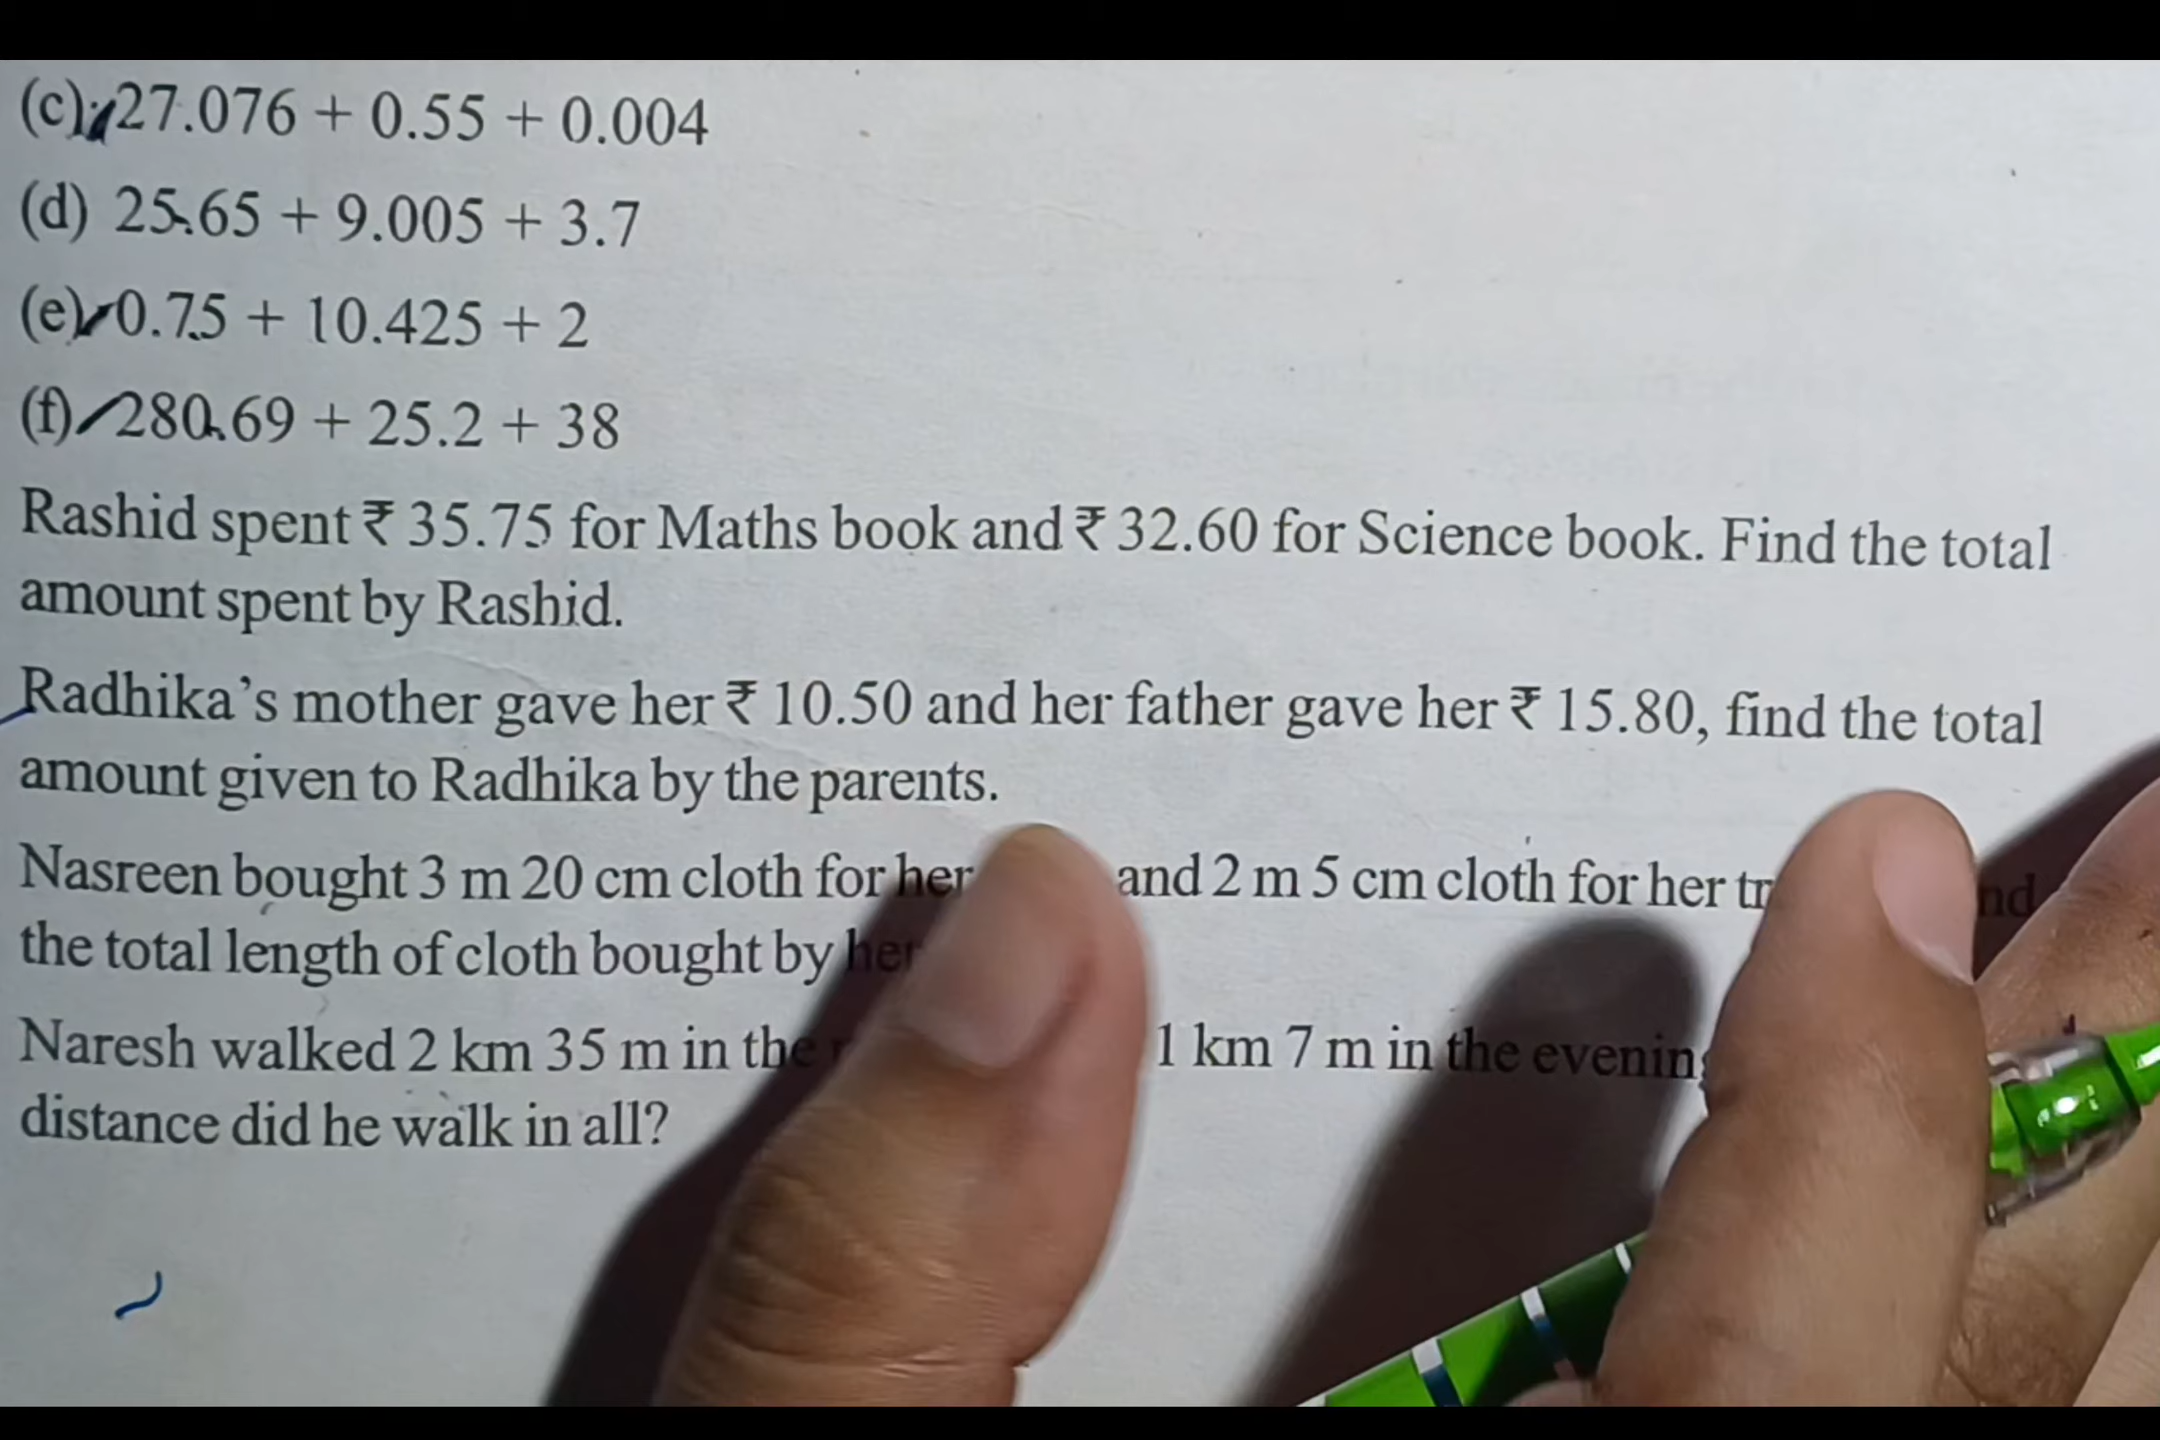 (c) 27.076 + 0.55 + 0.004
(d) 25.65 + 9.005 + 3.7
(e) 0.75 + 10.425 + 2
(f) 280.69 + 25.2 + 38
Rashid spent ₹ 35.75 for Maths book and ₹ 32.60 for Science book. Find the total
amount spent by Rashid.
Radhika’s mother gave her ₹ 10.50 and her father gave her ₹ 15.80, find the total
amount given to Radhika by the parents.
Nasreen bought 3 m 20 cm cloth for her and 2 m 5 cm cloth for her
the total length of cloth bought by her
Naresh walked 2 km 35 m in the 1 km 7 m in the evening
distance did he walk in all?